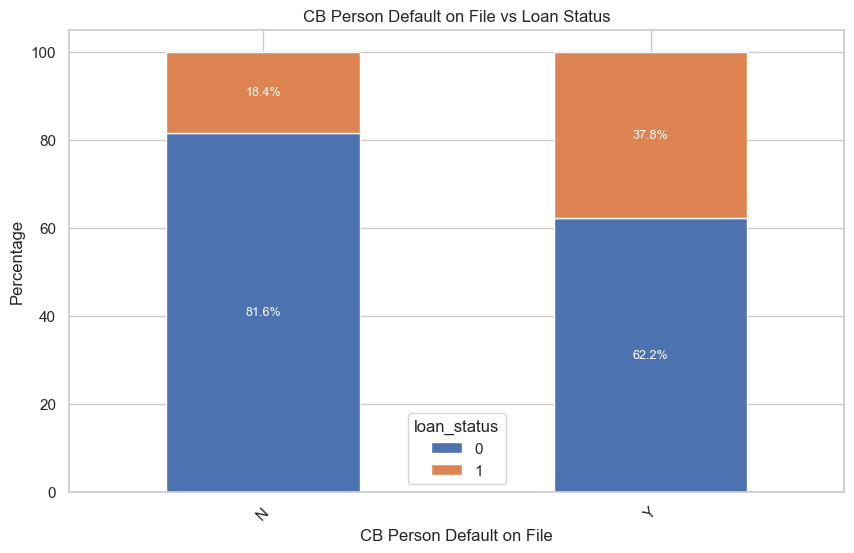 CB Person Default on File vs Loan Status
Percentage
100
80
60
40
20
0
18.4%
81.6%
37.8%
62.2%
loan_status
0
1
N
Y
CB Person Default on File